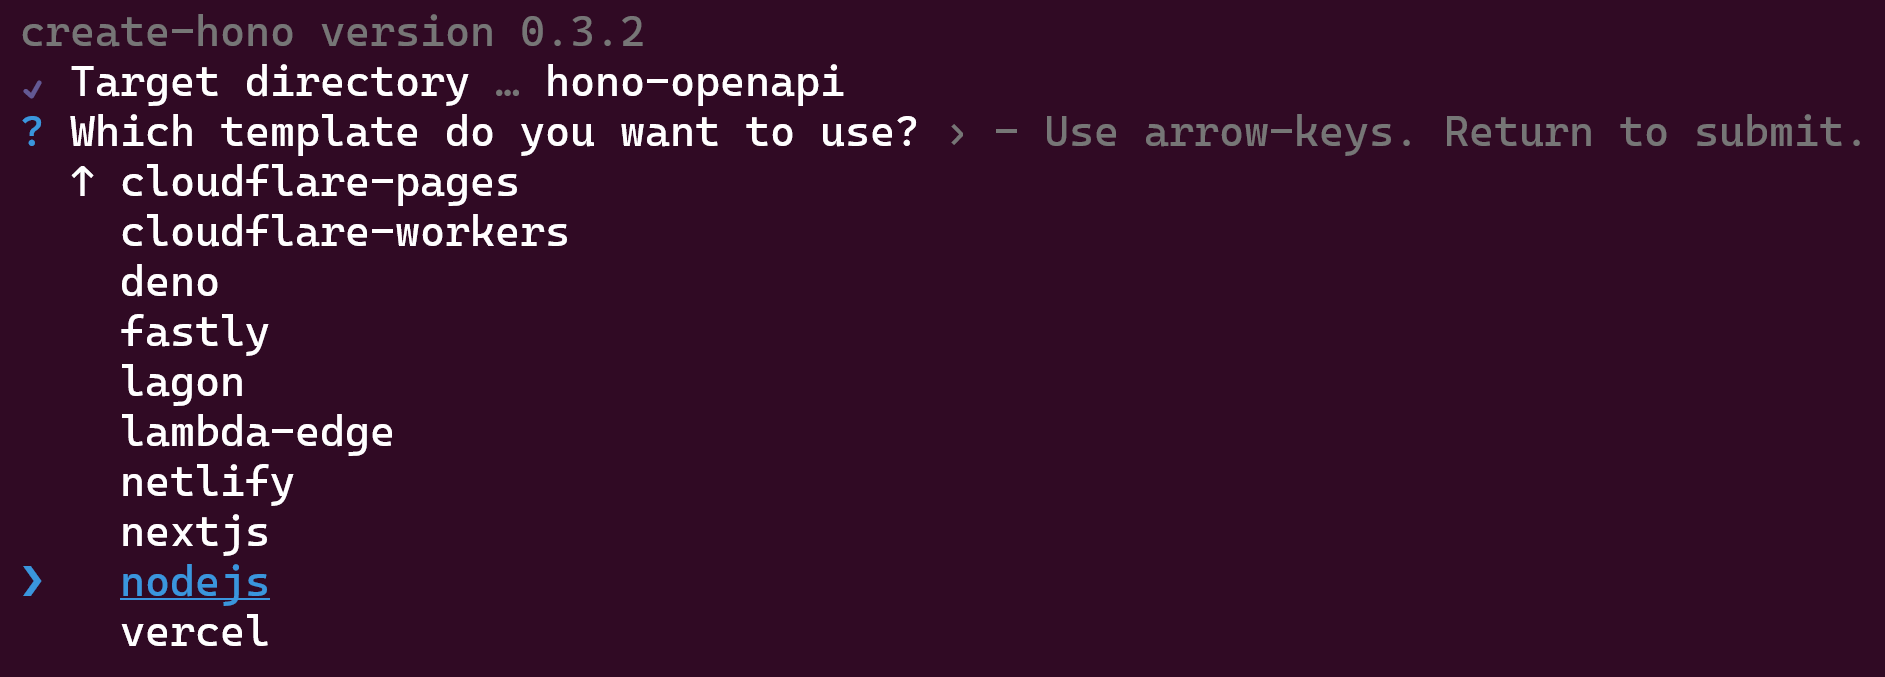 create-hono version 0.3.2
✔ Target directory … hono-openapi
? Which template do you want to use? › - Use arrow-keys. Return to submit.
↑ cloudflare-pages
cloudflare-workers
deno
fastly
lagon
lambda-edge
netlify
nextjs
❯ nodejs
vercel